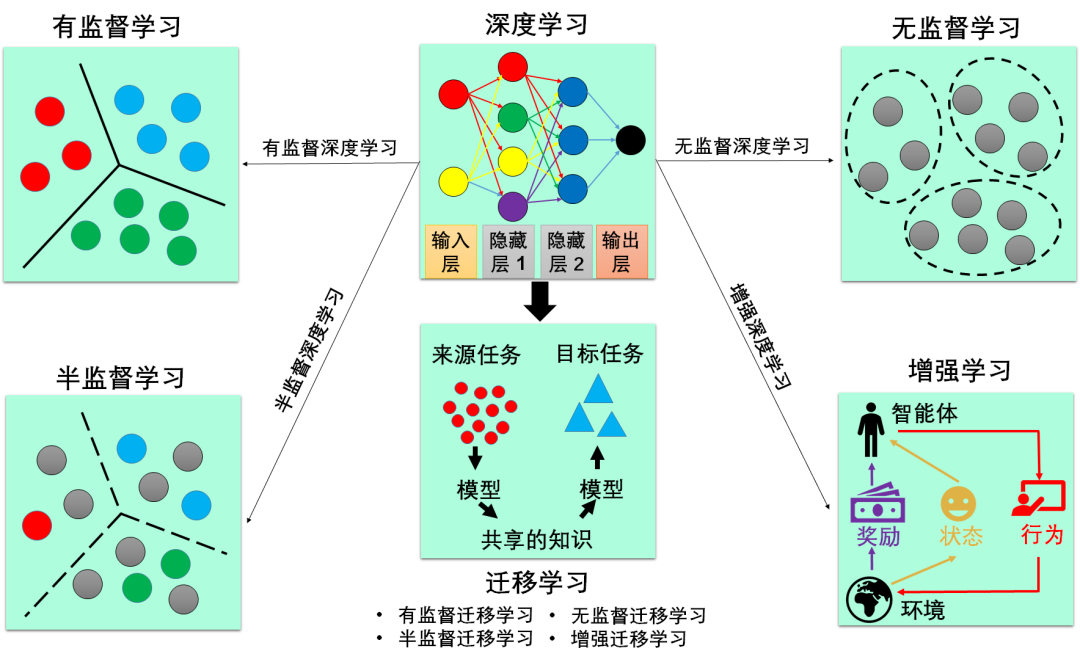 有监督学习
深度学习
无监督学习
有监督深度学习
无监督深度学习
输入
层
隐藏
层 1
隐藏
层 2
输出
层
半监督深度学习
增强深度学习
半监督学习
来源任务
目标任务
模型
模型
共享的知识
增强学习
智能体
奖励
状态
行为
环境
迁移学习
• 有监督迁移学习
• 无监督迁移学习
• 半监督迁移学习
• 增强迁移学习